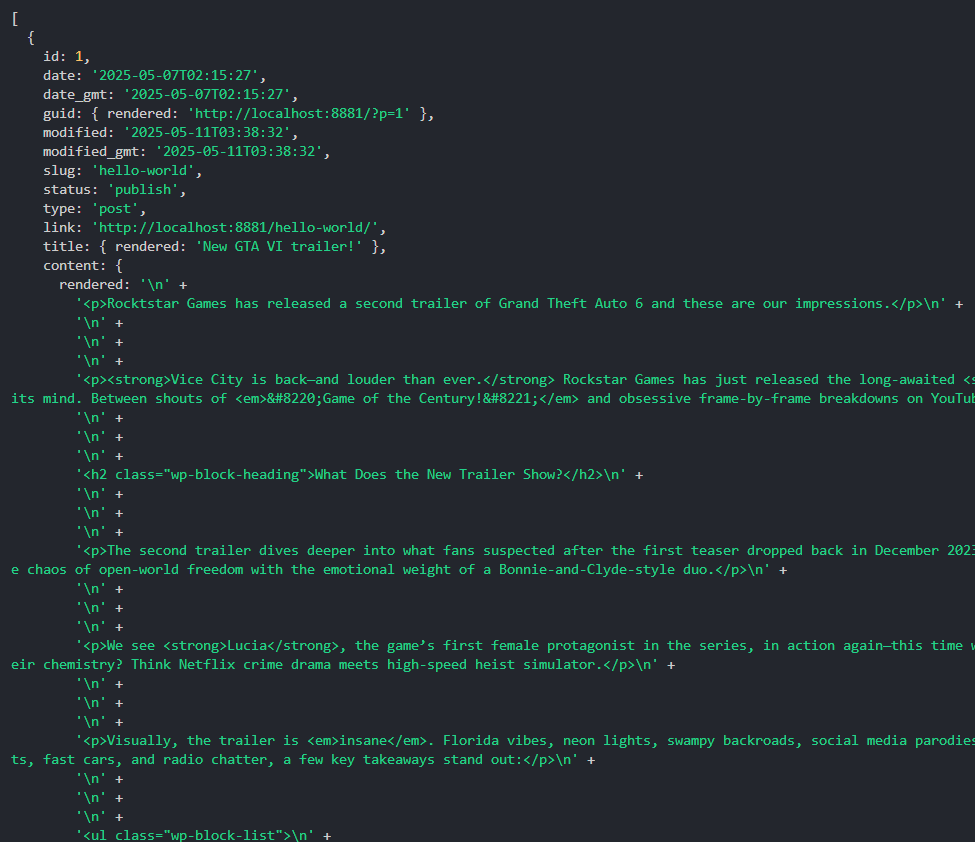 [
  {
    id: 1,
    date: '2025-05-07T02:15:27',
    date_gmt: '2025-05-07T02:15:27',
    guid: { rendered: 'http://localhost:8881/?p=1' },
    modified: '2025-05-11T03:38:32',
    modified_gmt: '2025-05-11T03:38:32',
    slug: 'hello-world',
    status: 'publish',
    type: 'post',
    link: 'http://localhost:8881/hello-world/',
    title: { rendered: 'New GTA VI trailer!' },
    content: {
      rendered: '\n' +
        '<p>Rocktstar Games has released a second trailer of Grand Theft Auto 6 and these are our impressions.</p>\n' +
        '\n' +
        '\n' +
        '\n' +
        '<p><strong>Vice City is back—and louder than ever.</strong> Rockstar Games has just released the long-awaited <s
its mind. Between shouts of <em>&#8220;Game of the Century!&#8221;</em> and obsessive frame-by-frame breakdowns on YouTub
        '\n' +
        '\n' +
        '\n' +
        '<h2 class="wp-block-heading">What Does the New Trailer Show?</h2>\n' +
        '\n' +
        '\n' +
        '\n' +
        '<p>The second trailer dives deeper into what fans suspected after the first teaser dropped back in December 2023
e chaos of open-world freedom with the emotional weight of a Bonnie-and-Clyde-style duo.</p>\n' +
        '\n' +
        '\n' +
        '\n' +
        '<p>We see <strong>Lucia</strong>, the game’s first female protagonist in the series, in action again—this time w
eir chemistry? Think Netflix crime drama meets high-speed heist simulator.</p>\n' +
        '\n' +
        '\n' +
        '\n' +
        '<p>Visually, the trailer is <em>insane</em>. Florida vibes, neon lights, swampy backroads, social media parodies
ts, fast cars, and radio chatter, a few key takeaways stand out:</p>\n' +
        '\n' +
        '\n' +
        '\n' +
        '<ul class="wp-block-list">\n' +